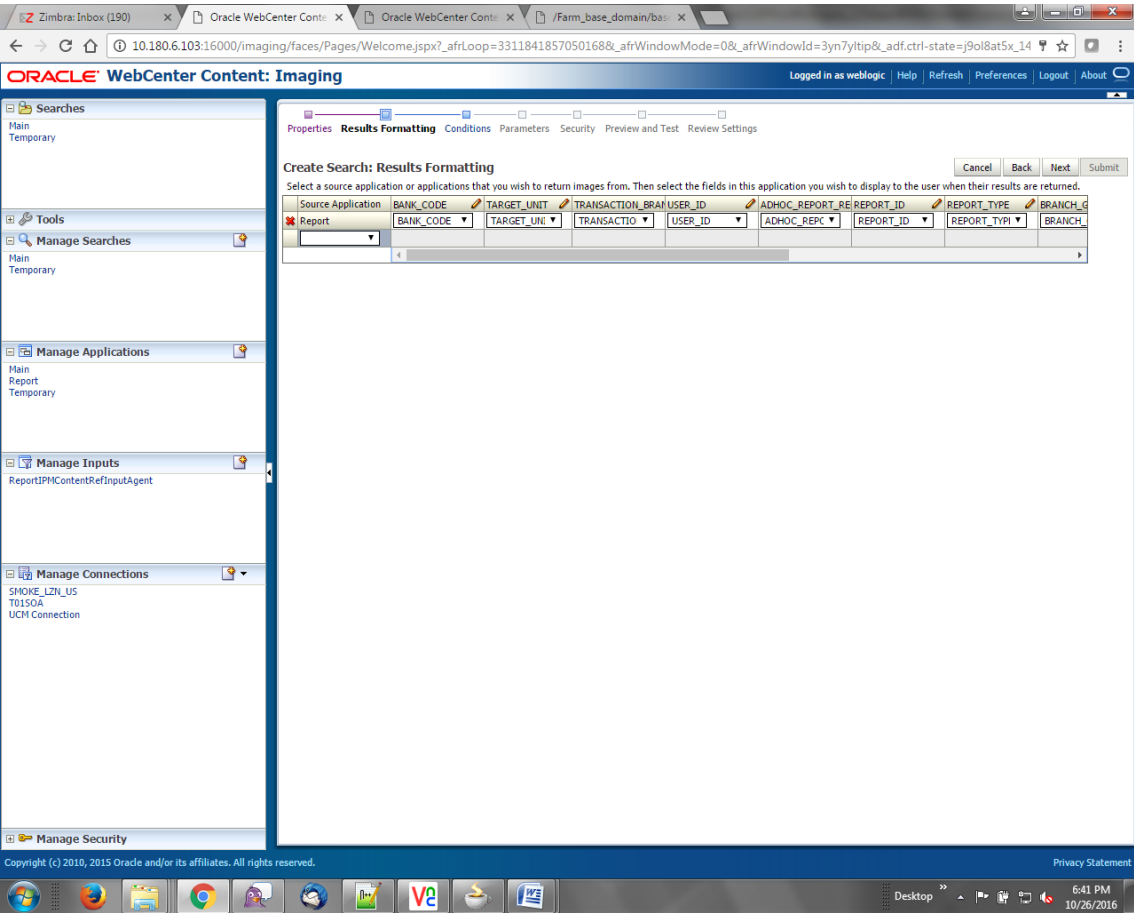 Zimbra: Inbox (190)
Oracle WebCenter Conte
Oracle WebCenter Conte
/Farm_base_domain/bas
10.180.6.103:16000/imaging/faces/Pages/Welcome.jspx?_afrLoop=3311841857050168&_afrWindowMode=0&_afrWindowId=3yn7yltip&_adf.ctrl-state=j9ol8at5x_14
ORACLE WebCenter Content: Imaging
Logged in as weblogic Help Refresh Preferences Logout About
Searches
Main
Temporary
Tools
Manage Searches
Main
Temporary
Manage Applications
Main
Report
Temporary
Manage Inputs
ReportIPMContentRefInputAgent
Manage Connections
SMOKE_LZN_US
T01SOA
UCM Connection
Manage Security
Properties Results Formatting Conditions Parameters Security Preview and Test Review Settings
Create Search: Results Formatting
Cancel Back Next Submit
Select a source application or applications that you wish to return images from. Then select the fields in this application you wish to display to the user when their results are returned.
Source Application BANK_CODE TARGET_UNIT TRANSACTION_BRAN USER_ID ADHOC_REPORT_RE REPORT_ID REPORT_TYPE BRANCH_G
Report BANK_CODE TARGET_UNI TRANSACTIO USER_ID ADHOC_REPC REPORT_ID REPORT_TYPI BRANCH_
Copyright (c) 2010, 2015 Oracle and/or its affiliates. All rights reserved.
Privacy Statement
Desktop
6:41 PM
10/26/2016